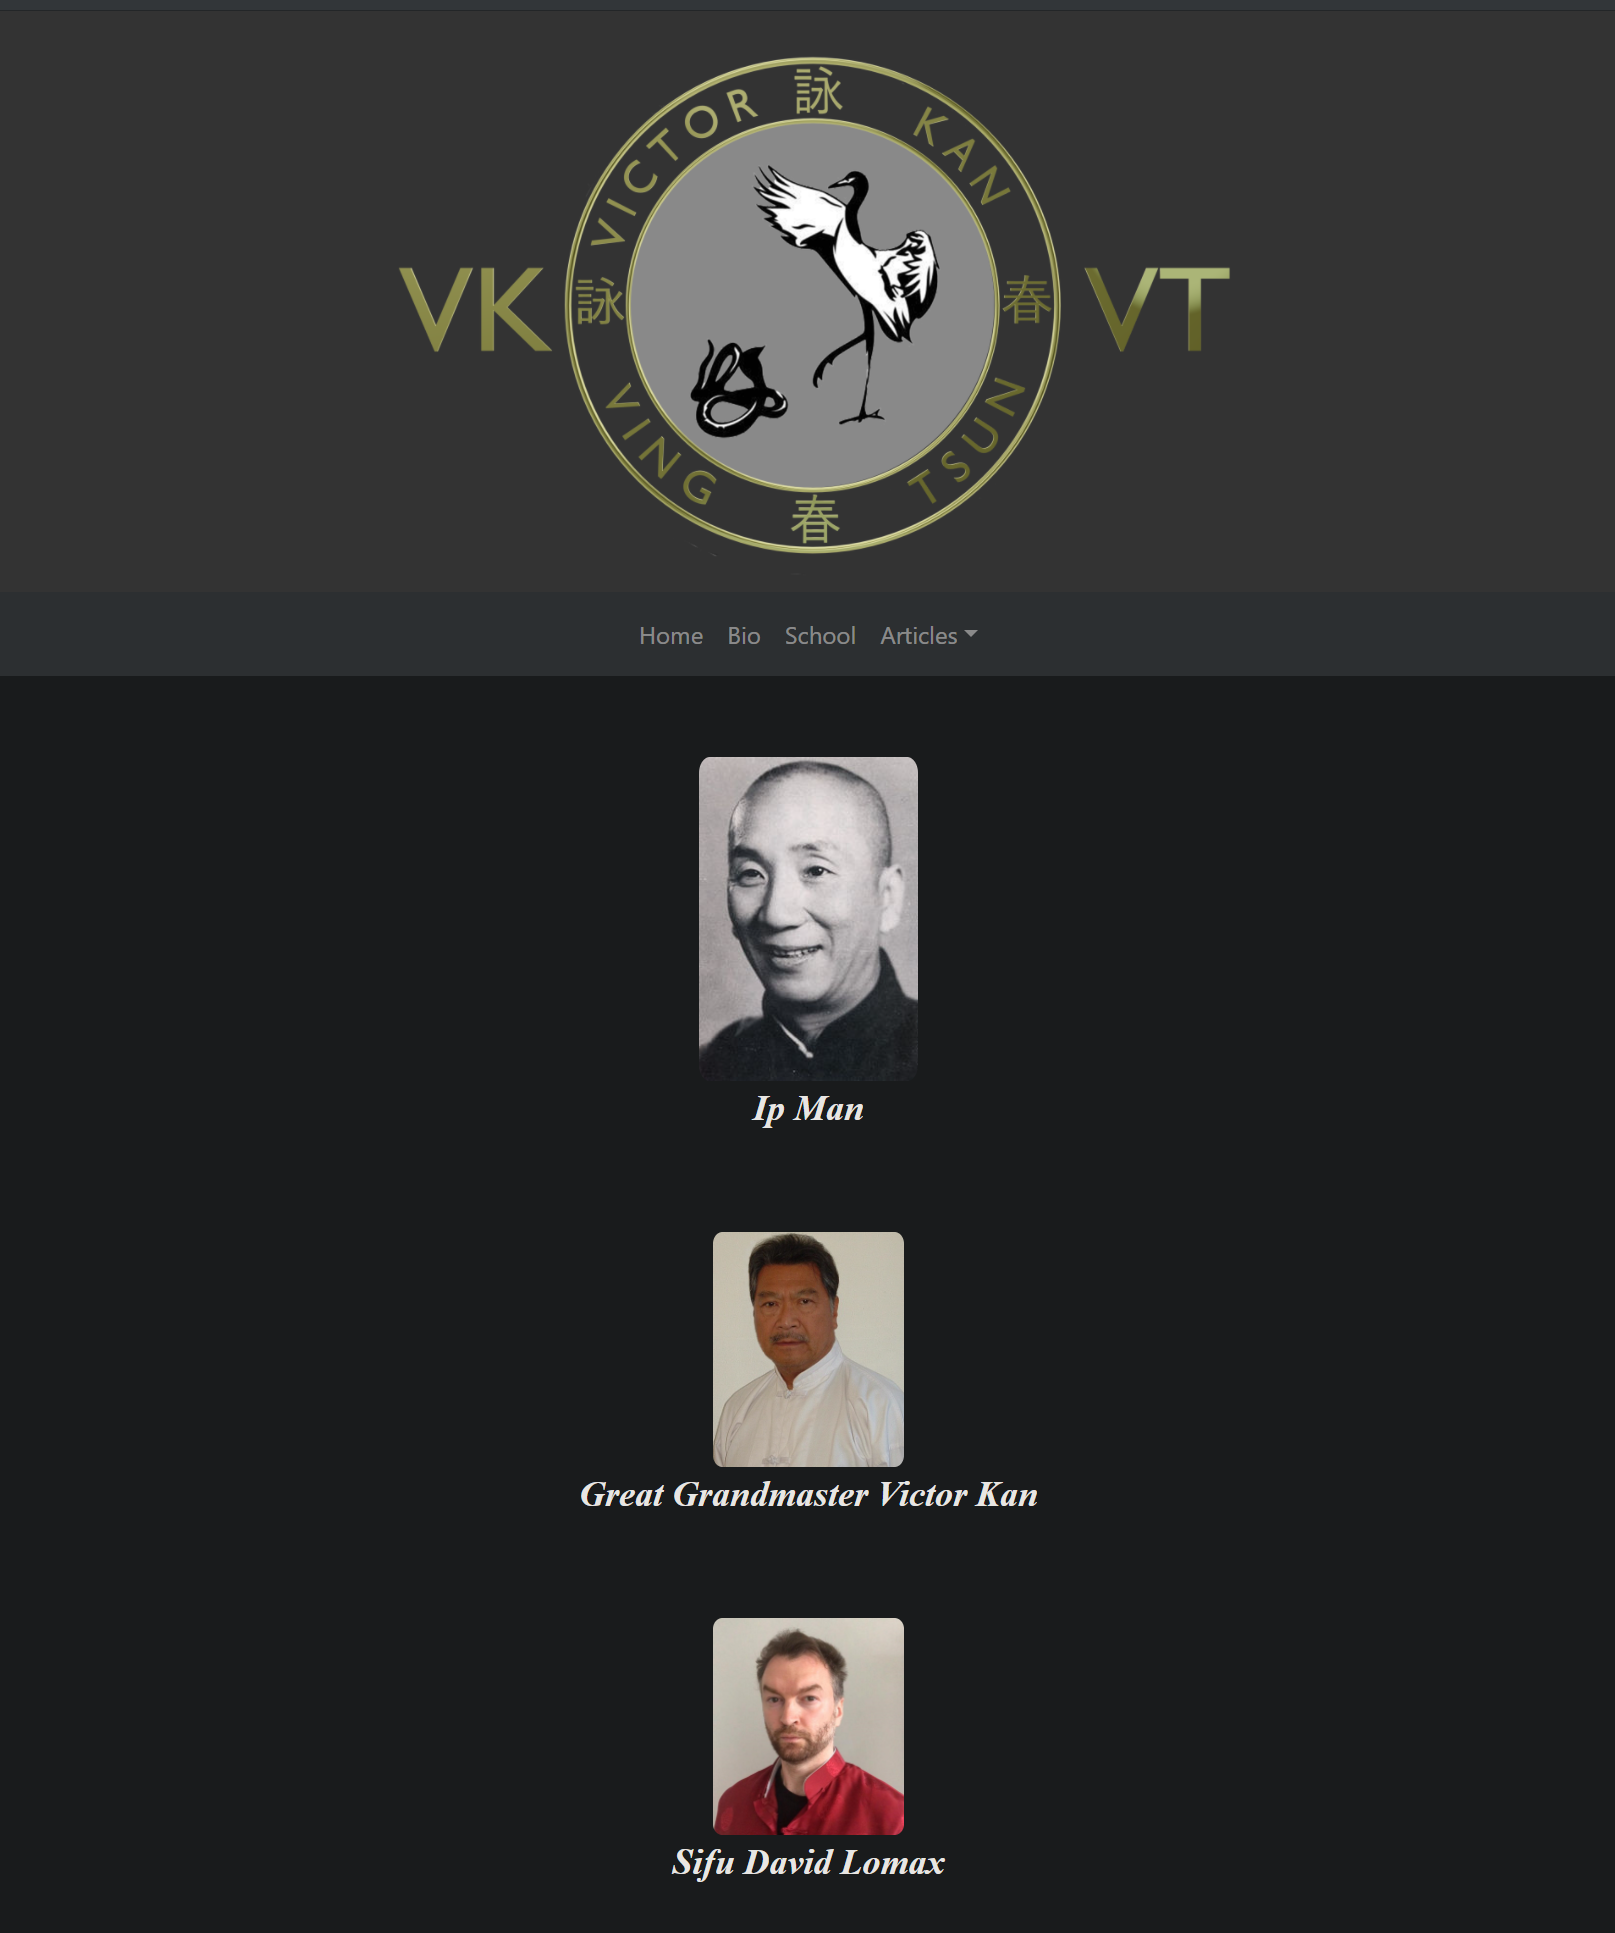 VICTOR 詠 KAN
VK 詠 春 VT
VING 春 TSUN
Home Bio School Articles
Ip Man
Great Grandmaster Victor Kan
Sifu David Lomax